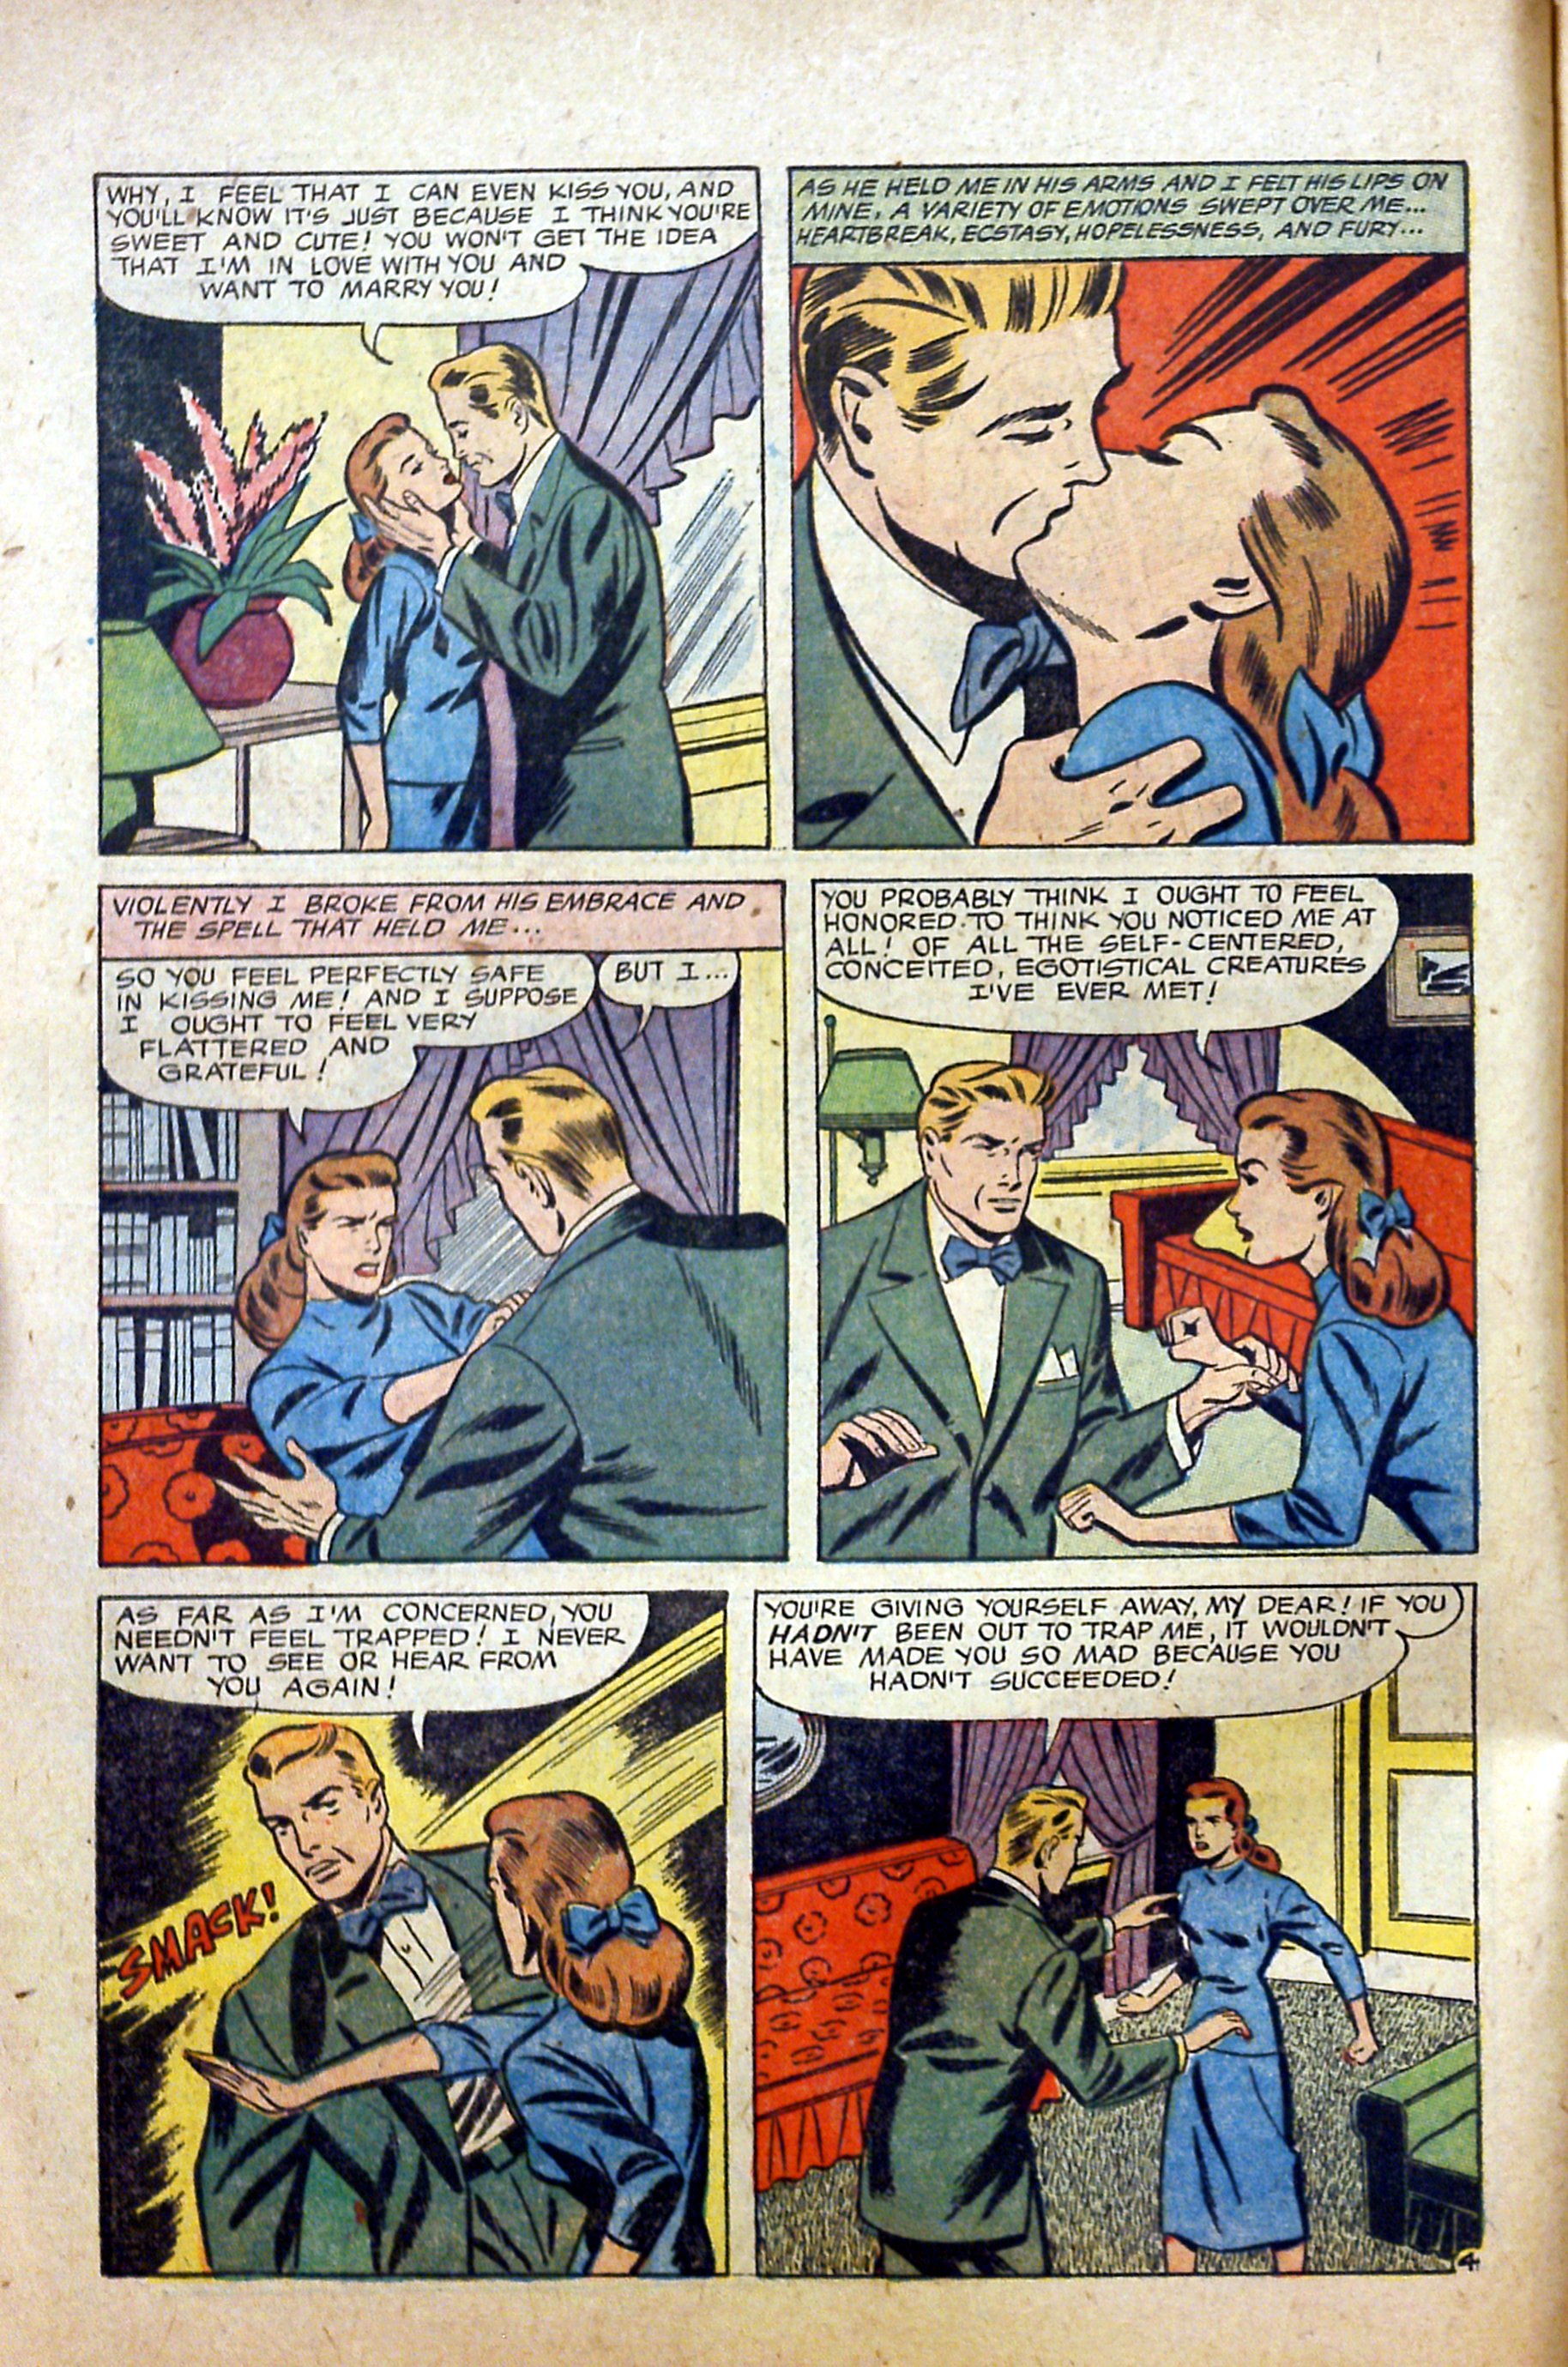 WHY, I FEEL THAT I CAN EVEN KISS YOU, AND
YOU'LL KNOW IT'S JUST BECAUSE I THINK YOU'RE
SWEET AND CUTE! YOU WON'T GET THE IDEA
THAT I'M IN LOVE WITH YOU AND
WANT TO MARRY YOU!
AS HE HELD ME IN HIS ARMS AND I FELT HIS LIPS ON
MINE, A VARIETY OF EMOTIONS SWEPT OVER ME...
HEARTBREAK, ECSTASY, HOPELESSNESS, AND FURY...
VIOLENTLY I BROKE FROM HIS EMBRACE AND
THE SPELL THAT HELD ME...
SO YOU FEEL PERFECTLY SAFE
IN KISSING ME! AND I SUPPOSE
I OUGHT TO FEEL VERY
FLATTERED AND
GRATEFUL!
BUT I...
YOU PROBABLY THINK I OUGHT TO FEEL
HONORED TO THINK YOU NOTICED ME AT
ALL! OF ALL THE SELF-CENTERED,
CONCEITED, EGOTISTICAL CREATURES
I'VE EVER MET!
AS FAR AS I'M CONCERNED, YOU
NEEDN'T FEEL TRAPPED! I NEVER
WANT TO SEE OR HEAR FROM
YOU AGAIN!
SMACK!
YOU'RE GIVING YOURSELF AWAY, MY DEAR! IF YOU
HADN'T BEEN OUT TO TRAP ME, IT WOULDN'T
HAVE MADE YOU SO MAD BECAUSE YOU
HADN'T SUCCEEDED!
4